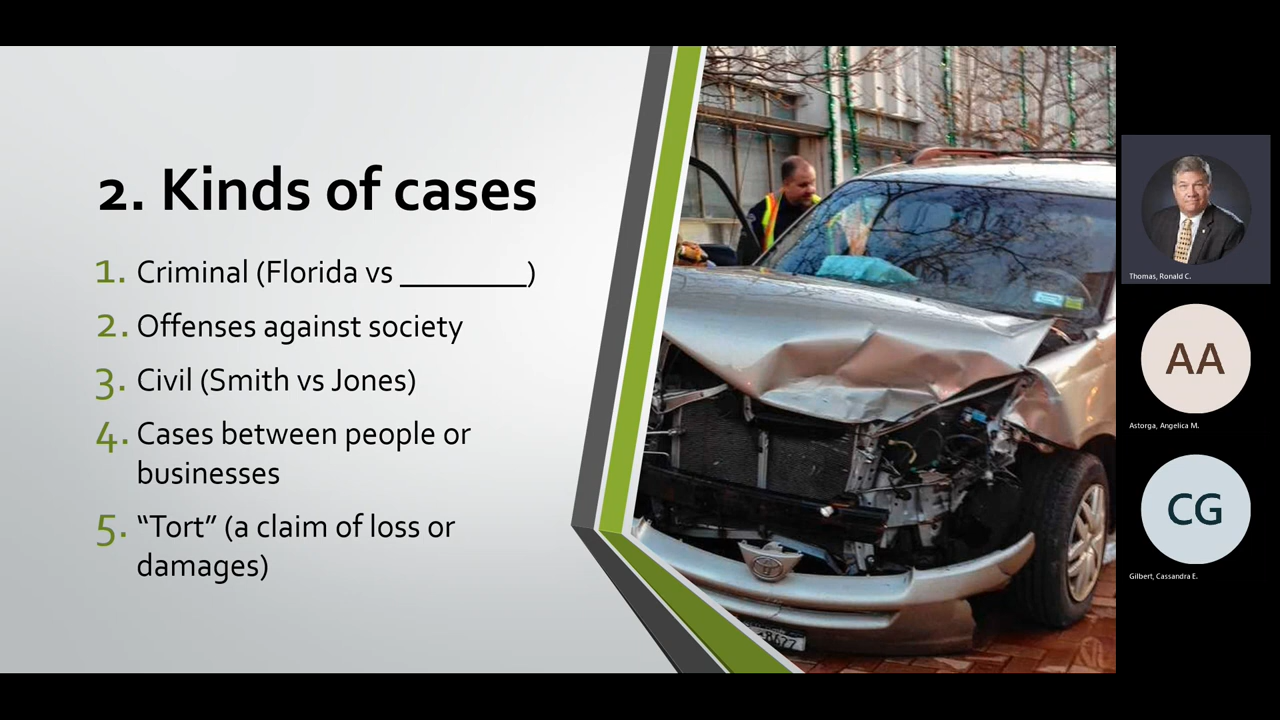 2. Kinds of cases
1. Criminal (Florida vs ________)
2. Offenses against society
3. Civil (Smith vs Jones)
4. Cases between people or
businesses
5. “Tort” (a claim of loss or
damages)
Thomas, Ronald C.
AA
Astorga, Angelica M.
CG
Gilbert, Cassandra E.